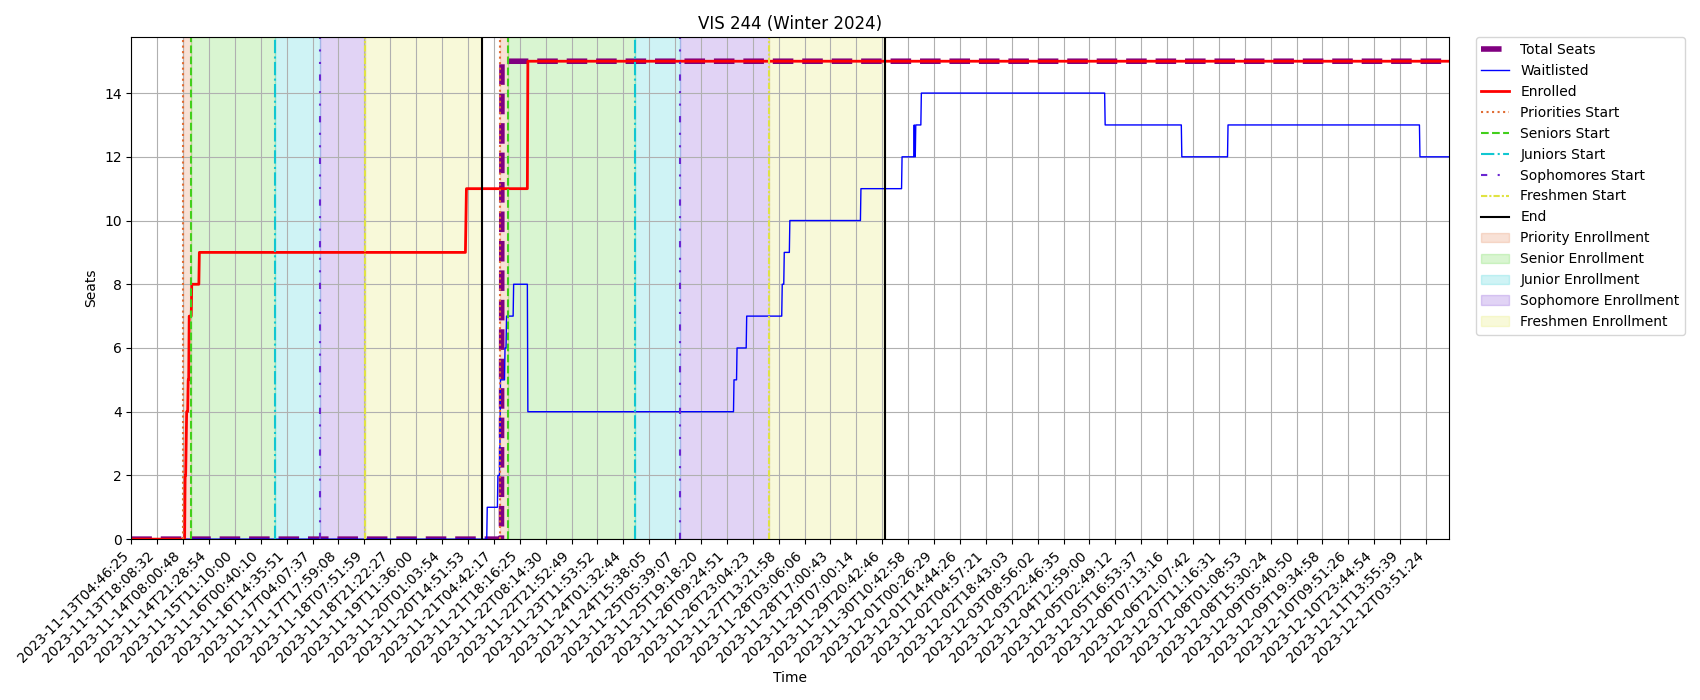 VIS 244 (Winter 2024)
Seats
14
12
10
8
6
4
2
0
2023-11-13T04:46:25
2023-11-13T18:08:32
2023-11-14T08:00:48
2023-11-14T21:28:54
2023-11-15T11:10:00
2023-11-16T00:40:10
2023-11-16T14:35:51
2023-11-17T04:07:37
2023-11-17T17:59:08
2023-11-18T07:51:59
2023-11-18T21:22:27
2023-11-19T11:36:00
2023-11-20T01:03:54
2023-11-20T14:51:53
2023-11-21T04:42:17
2023-11-21T18:16:25
2023-11-22T08:14:30
2023-11-22T21:52:49
2023-11-23T11:53:52
2023-11-24T01:32:44
2023-11-24T15:38:05
2023-11-25T05:39:07
2023-11-25T19:18:20
2023-11-26T09:24:51
2023-11-26T23:04:23
2023-11-27T13:21:58
2023-11-28T03:06:06
2023-11-28T17:00:43
2023-11-29T07:00:14
2023-11-29T20:42:46
2023-11-30T10:42:58
2023-12-01T00:26:29
2023-12-01T14:44:26
2023-12-02T04:57:21
2023-12-02T18:43:03
2023-12-03T08:56:02
2023-12-03T22:46:35
2023-12-04T12:59:00
2023-12-05T02:49:12
2023-12-05T16:53:37
2023-12-06T07:13:16
2023-12-06T21:07:42
2023-12-07T11:16:31
2023-12-08T01:08:53
2023-12-08T15:30:24
2023-12-09T05:40:50
2023-12-09T19:34:58
2023-12-10T09:51:26
2023-12-10T23:44:54
2023-12-11T13:55:39
2023-12-12T03:51:24
Time
Total Seats
Waitlisted
Enrolled
Priorities Start
Seniors Start
Juniors Start
Sophomores Start
Freshmen Start
End
Priority Enrollment
Senior Enrollment
Junior Enrollment
Sophomore Enrollment
Freshmen Enrollment